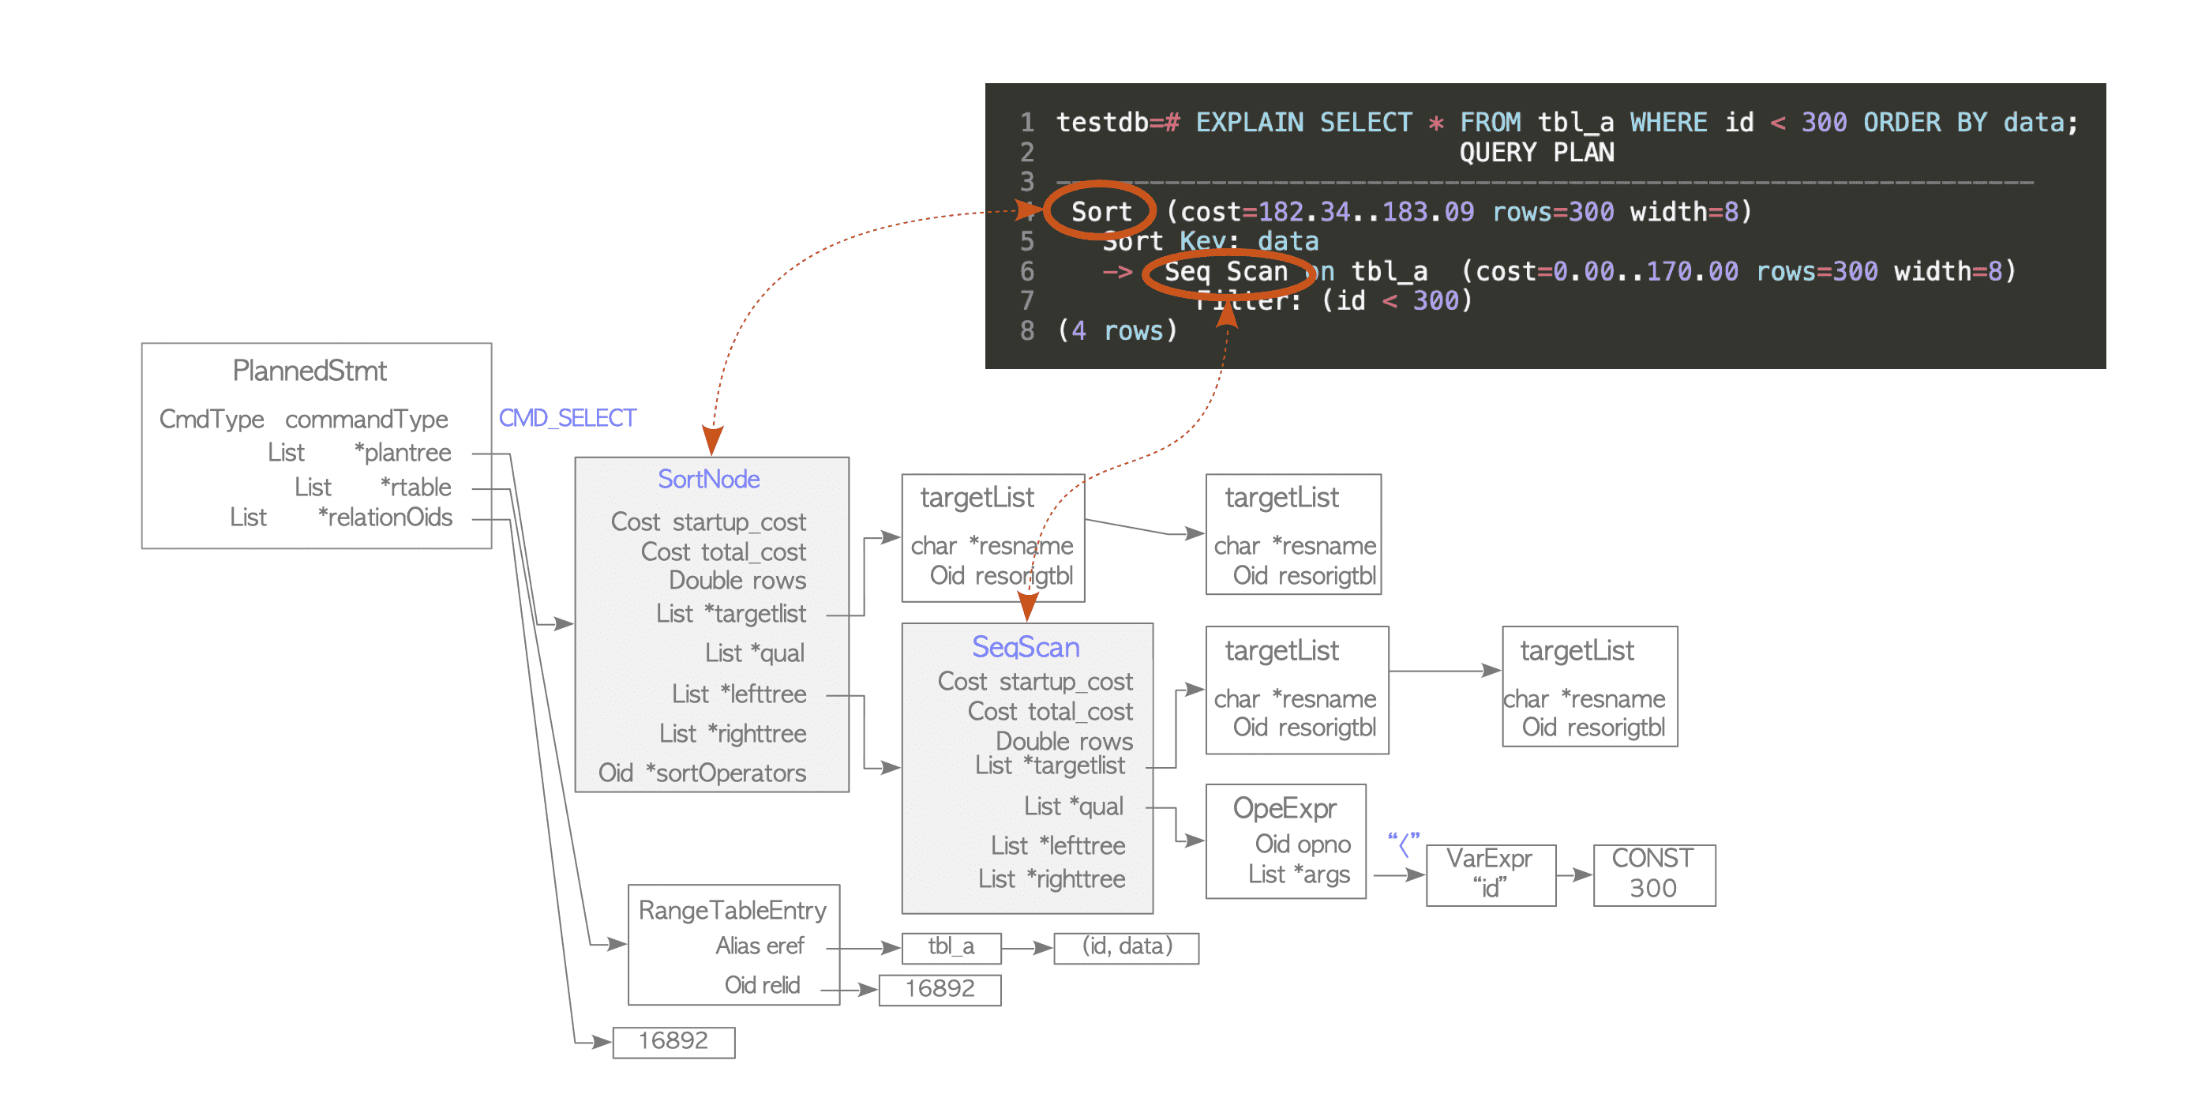 1 testdb=# EXPLAIN SELECT * FROM tbl_a WHERE id < 300 ORDER BY data;
2 QUERY PLAN
3 ---------------------------------------------------------------
4 Sort (cost=182.34..183.09 rows=300 width=8)
5 Sort Key: data
6 -> Seq Scan on tbl_a (cost=0.00..170.00 rows=300 width=8)
7 Filter: (id < 300)
8 (4 rows)
PlannedStmt
CmdType commandType
CMD_SELECT
List *plantree
List *rtable
List *relationOids
SortNode
Cost startup_cost
Cost total_cost
Double rows
List *targetlist
List *qual
List *lefttree
List *righttree
Oid *sortOperators
targetList
char *resname
Oid resorigtbl
targetList
char *resname
Oid resorigtbl
SeqScan
Cost startup_cost
Cost total_cost
Double rows
List *targetlist
List *qual
List *lefttree
List *righttree
targetList
char *resname
Oid resorigtbl
targetList
char *resname
Oid resorigtbl
OpeExpr
Oid opno
List *args
“〈”
VarExpr
“id”
CONST
300
RangeTableEntry
Alias eref
Oid relid
tbl_a
(id, data)
16892
16892